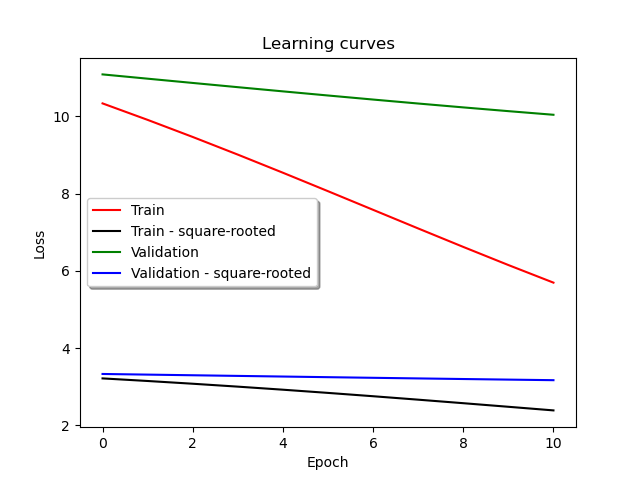 Learning curves
10
8
6
4
2
Loss
Train
Train - square-rooted
Validation
Validation - square-rooted
0 2 4 6 8 10
Epoch